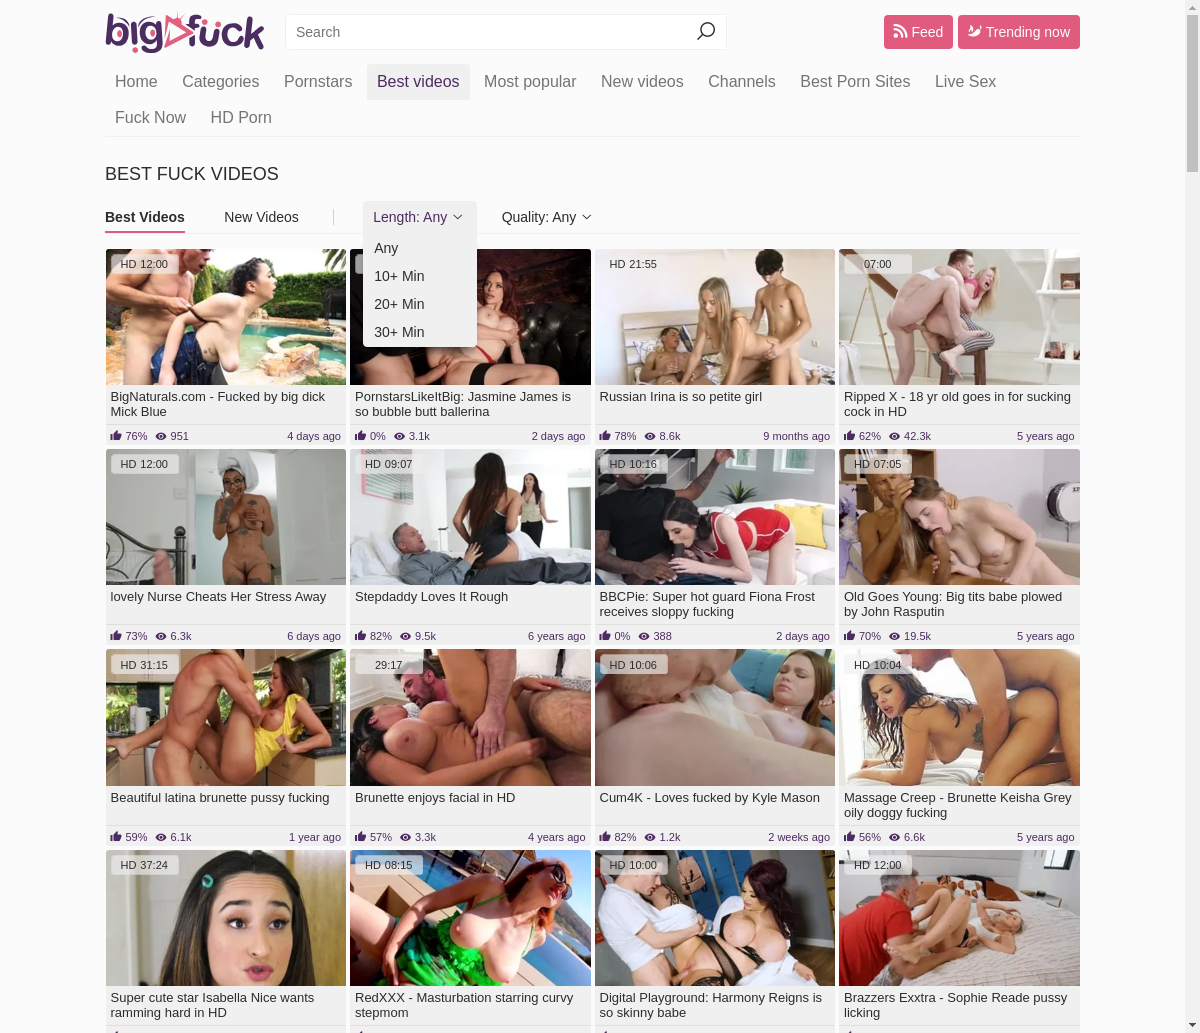 bigfuck
Search
Feed
Trending now
Home Categories Pornstars Best videos Most popular New videos Channels Best Porn Sites Live Sex
Fuck Now HD Porn
BEST FUCK VIDEOS
Best Videos New Videos Length: Any Quality: Any
Any
10+ Min
20+ Min
30+ Min
HD 12:00
HD 21:55
07:00
BigNaturals.com - Fucked by big dick
Mick Blue
76% 951 4 days ago
PornstarsLikeItBig: Jasmine James is
so bubble butt ballerina
0% 3.1k 2 days ago
Russian Irina is so petite girl
78% 8.6k 9 months ago
Ripped X - 18 yr old goes in for sucking
cock in HD
62% 42.3k 5 years ago
HD 12:00
HD 09:07
HD 10:16
HD 07:05
lovely Nurse Cheats Her Stress Away
73% 6.3k 6 days ago
Stepdaddy Loves It Rough
82% 9.5k 6 years ago
BBCPie: Super hot guard Fiona Frost
receives sloppy fucking
0% 388 2 days ago
Old Goes Young: Big tits babe plowed
by John Rasputin
70% 19.5k 5 years ago
HD 31:15
29:17
HD 10:06
HD 10:04
Beautiful latina brunette pussy fucking
59% 6.1k 1 year ago
Brunette enjoys facial in HD
57% 3.3k 4 years ago
Cum4K - Loves fucked by Kyle Mason
82% 1.2k 2 weeks ago
Massage Creep - Brunette Keisha Grey
oily doggy fucking
56% 6.6k 5 years ago
HD 37:24
HD 08:15
HD 10:00
HD 12:00
Super cute star Isabella Nice wants
ramming hard in HD
RedXXX - Masturbation starring curvy
stepmom
Digital Playground: Harmony Reigns is
so skinny babe
Brazzers Exxtra - Sophie Reade pussy
licking